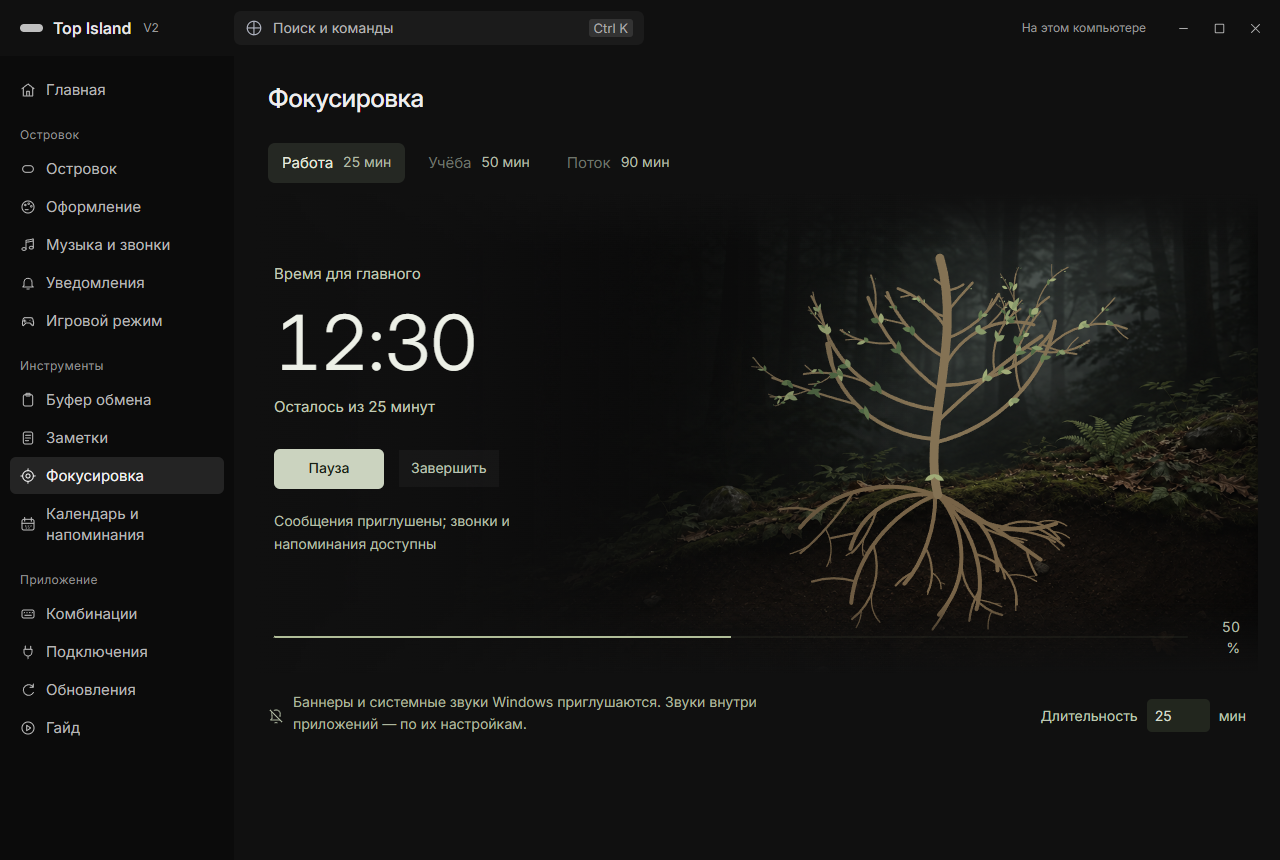 Top Island V2
Поиск и команды Ctrl K
На этом компьютере
Главная
Островок
Островок
Оформление
Музыка и звонки
Уведомления
Игровой режим
Инструменты
Буфер обмена
Заметки
Фокусировка
Календарь и
напоминания
Приложение
Комбинации
Подключения
Обновления
Гайд
Фокусировка
Работа 25 мин Учёба 50 мин Поток 90 мин
Время для главного
12:30
Осталось из 25 минут
Пауза Завершить
Сообщения приглушены; звонки и
напоминания доступны
50
%
Баннеры и системные звуки Windows приглушаются. Звуки внутри
приложений — по их настройкам.
Длительность 25 мин